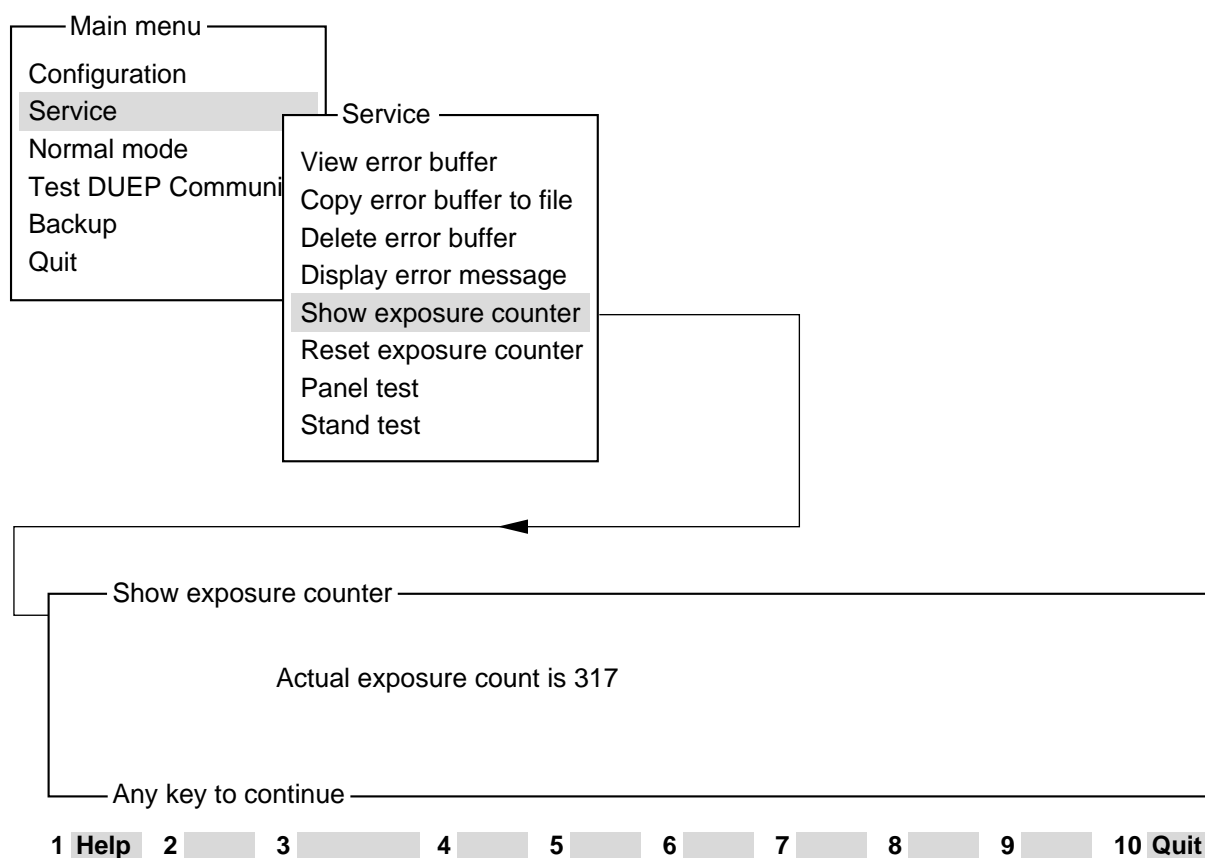 Main menu
Configuration
Service
Normal mode
Test DUEP Communi
Backup
Quit
Service
View error buffer
Copy error buffer to file
Delete error buffer
Display error message
Show exposure counter
Reset exposure counter
Panel test
Stand test
Show exposure counter
Actual exposure count is 317
Any key to continue
1 Help 2 3 4 5 6 7 8 9 10 Quit